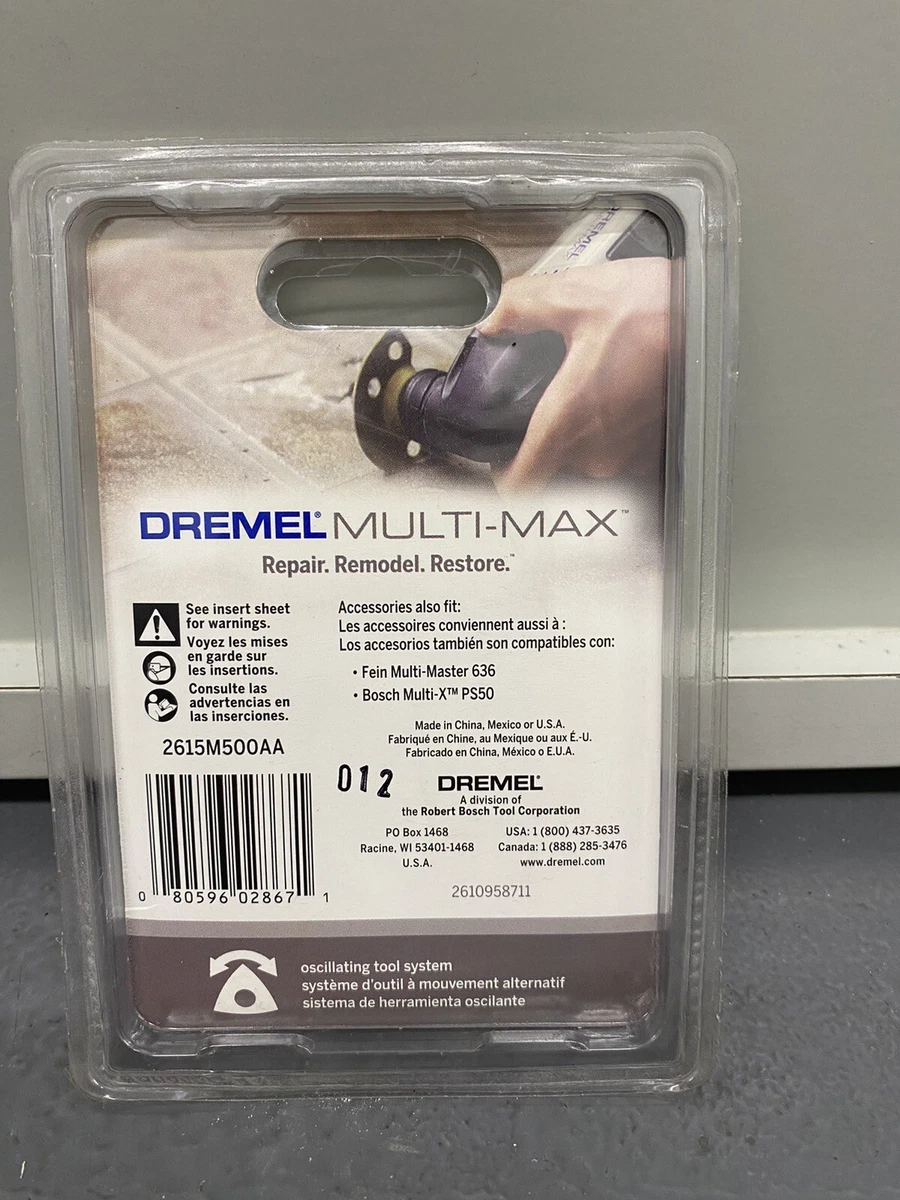 DREMEL
DREMEL® MULTI-MAX™
Repair. Remodel. Restore.™
See insert sheet
for warnings.
Voyez les mises
en garde sur
les insertions.
Consulte las
advertencias en
las inserciones.
2615M500AA
0 80596 02867 1
Accessories also fit:
Les accessoires conviennent aussi à :
Los accesorios también son compatibles con:
• Fein Multi-Master 636
• Bosch Multi-X™ PS50
Made in China, Mexico or U.S.A.
Fabriqué en Chine, au Mexique ou aux É.-U.
Fabricado en China, México o E.U.A.
012
DREMEL®
A division of
the Robert Bosch Tool Corporation
PO Box 1468
Racine, WI 53401-1468
U.S.A.
USA: 1 (800) 437-3635
Canada: 1 (888) 285-3476
www.dremel.com
2610958711
oscillating tool system
système d'outil à mouvement alternatif
sistema de herramienta oscilante